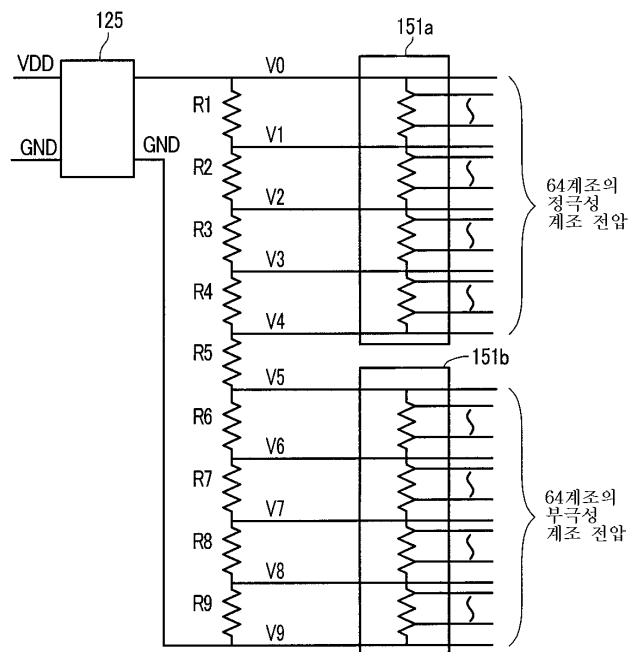 125
151a
VDD
V0
R1
GND
GND
V1
R2
V2
64계조의
정극성
계조 전압
R3
V3
R4
V4
R5
151b
V5
R6
V6
R7
V7
64계조의
부극성
계조 전압
R8
V8
R9
V9